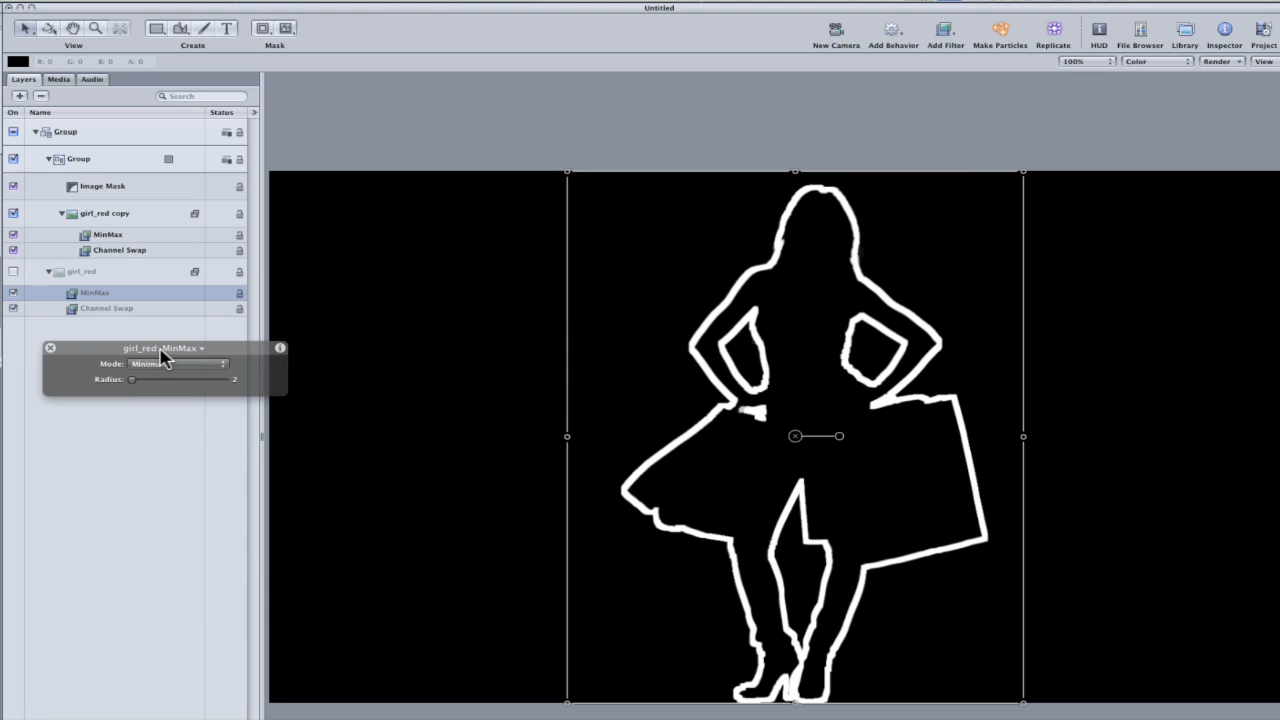 Untitled
View
Create
Mask
New Camera
Add Behavior
Add Filter
Make Particles
Replicate
HUD
File Browser
Library
Inspector
Project
R: 0 G: 0 B: 0 A: 0
100%
Color
Render
View
Layers
Media
Audio
Search
On
Name
Status
Group
Group
Image Mask
girl_red copy
MinMax
Channel Swap
girl_red
MinMax
Channel Swap
girl_red: MinMax
Mode:
Radius: 2